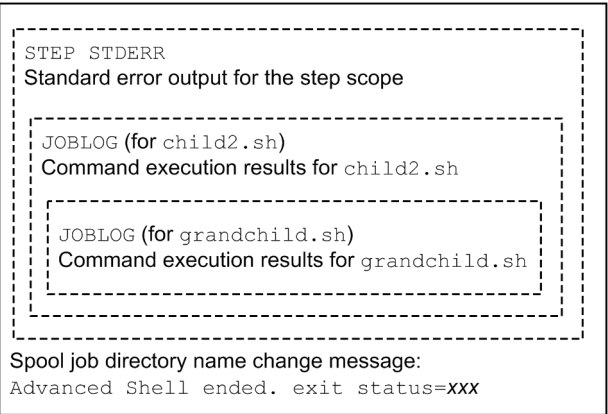 STEP STDERR
Standard error output for the step scope
JOBLOG (for child2.sh)
Command execution results for child2.sh
JOBLOG (for grandchild.sh)
Command execution results for grandchild.sh
Spool job directory name change message:
Advanced Shell ended. exit status=xxx